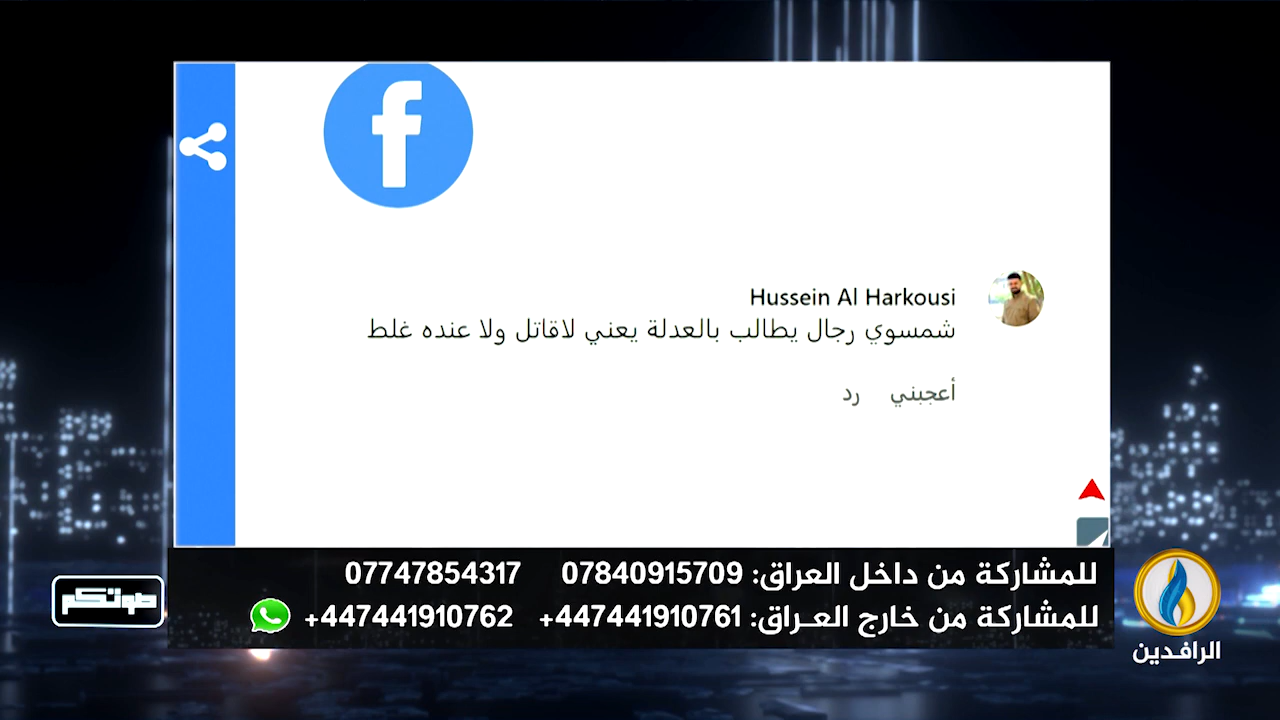 f
Hussein Al Harkousi
شمسوي رجال يطالب بالعدلة يعني لاقاتل ولا عنده غلط
أعجبني رد
للمشاركة من داخل العراق: 07840915709 07747854317
للمشاركة من خارج العـراق: 447441910761+ 447441910762+
صوتكم
الرافدين